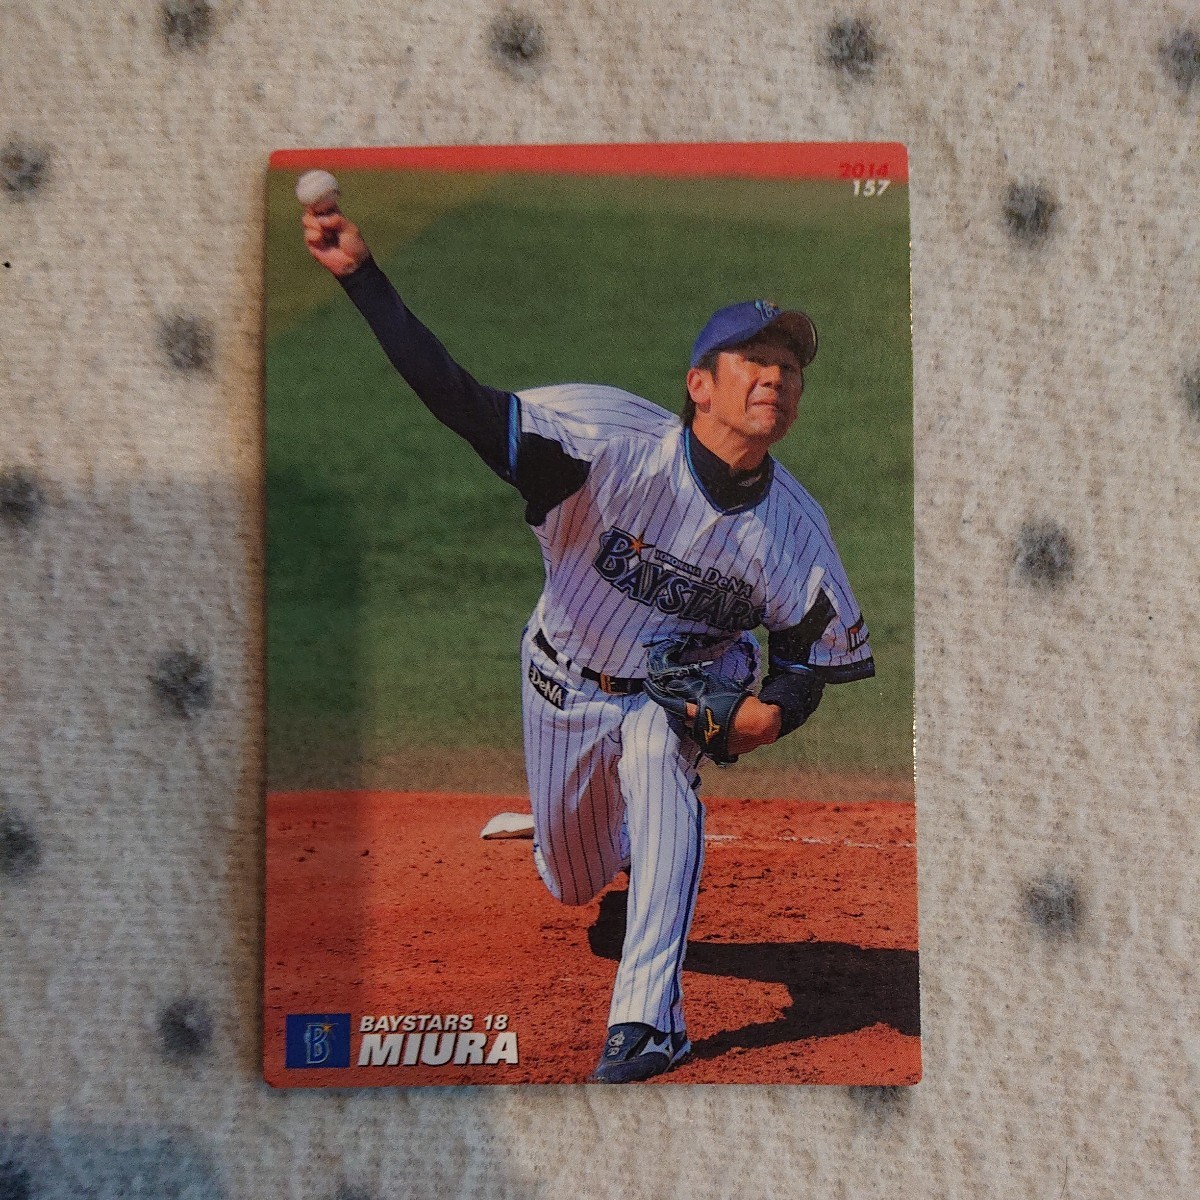 2014
157
YOKOHAMA DeNA
BAYSTARS
DeNA
BAYSTARS 18
MIURA